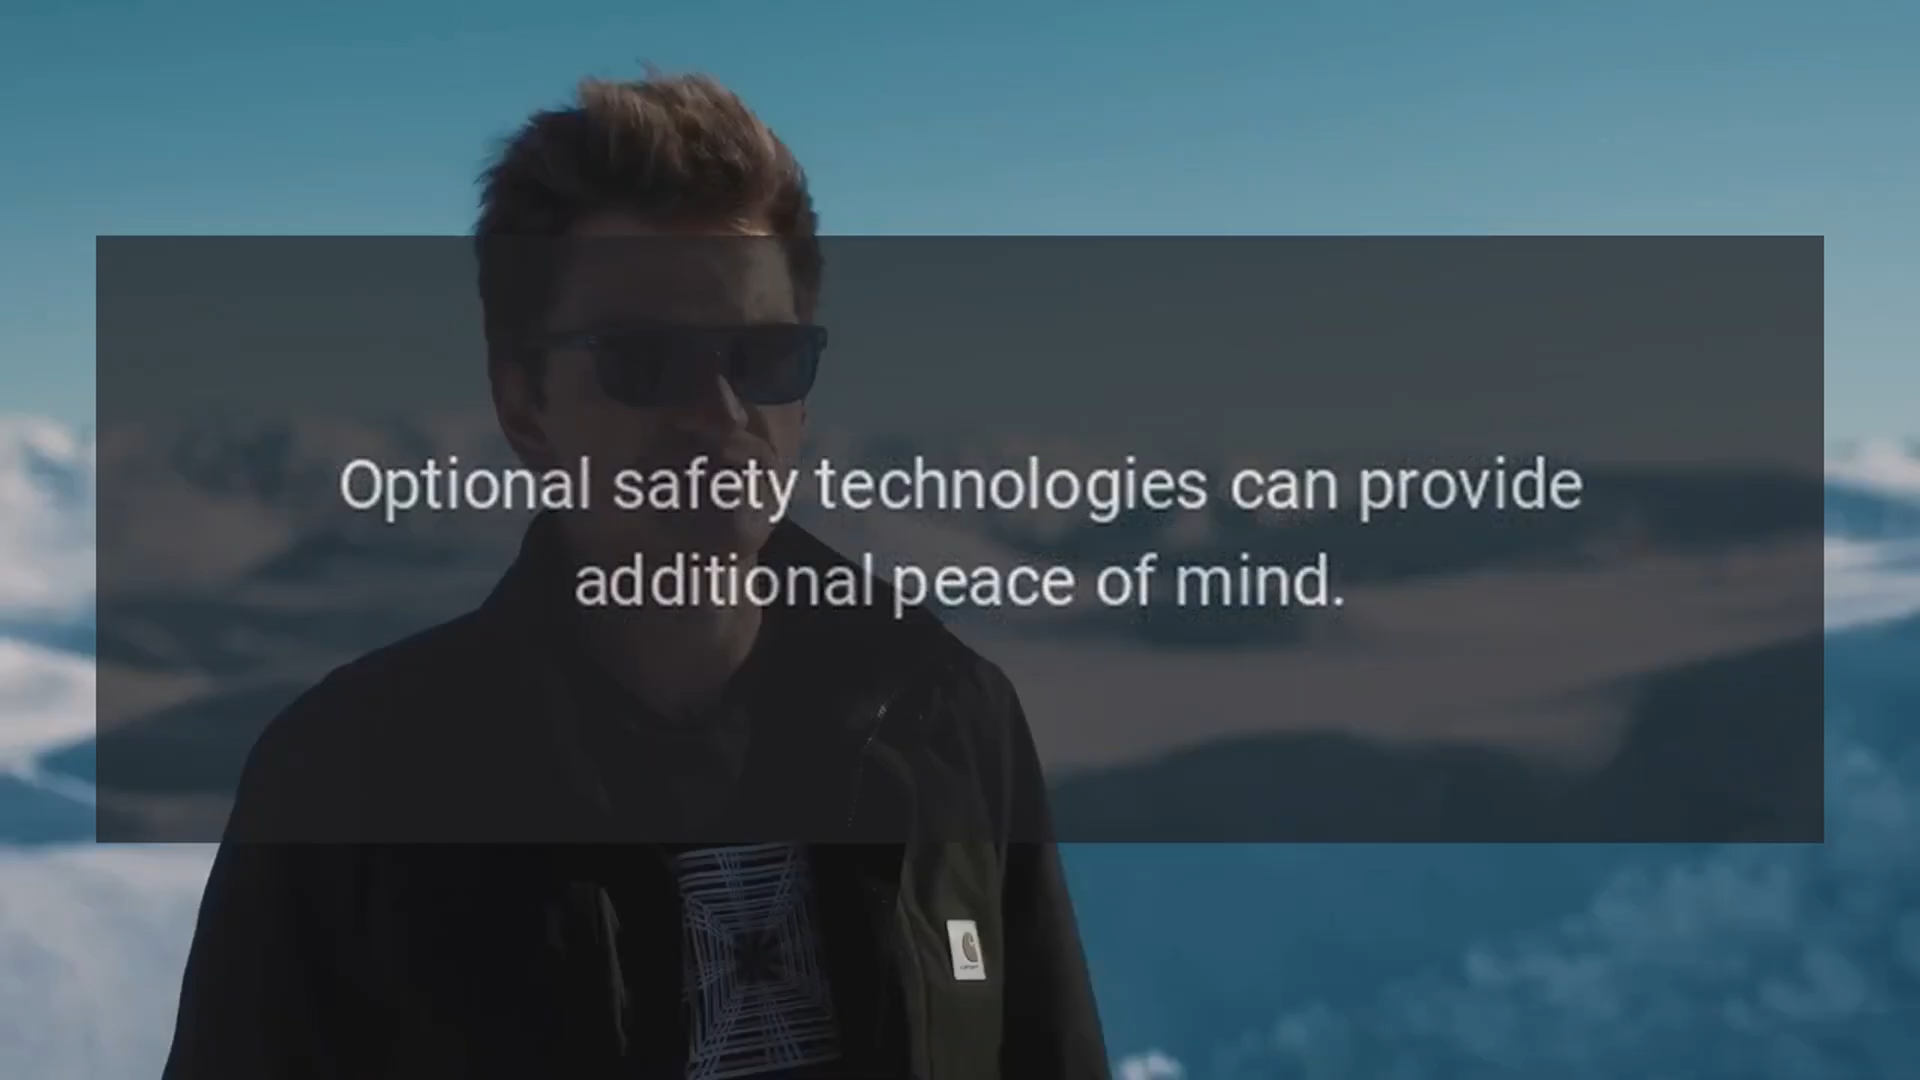 Optional safety technologies can provide
additional peace of mind.